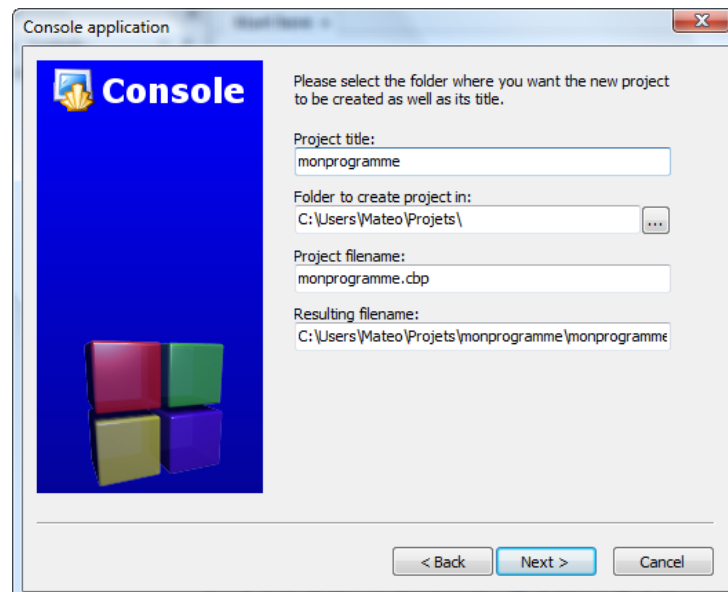 Console application
Console
Please select the folder where you want the new project
to be created as well as its title.
Project title:
monprogramme
Folder to create project in:
C:\Users\Mateo\Projets\
...
Project filename:
monprogramme.cbp
Resulting filename:
C:\Users\Mateo\Projets\monprogramme\monprogramme
< Back
Next >
Cancel